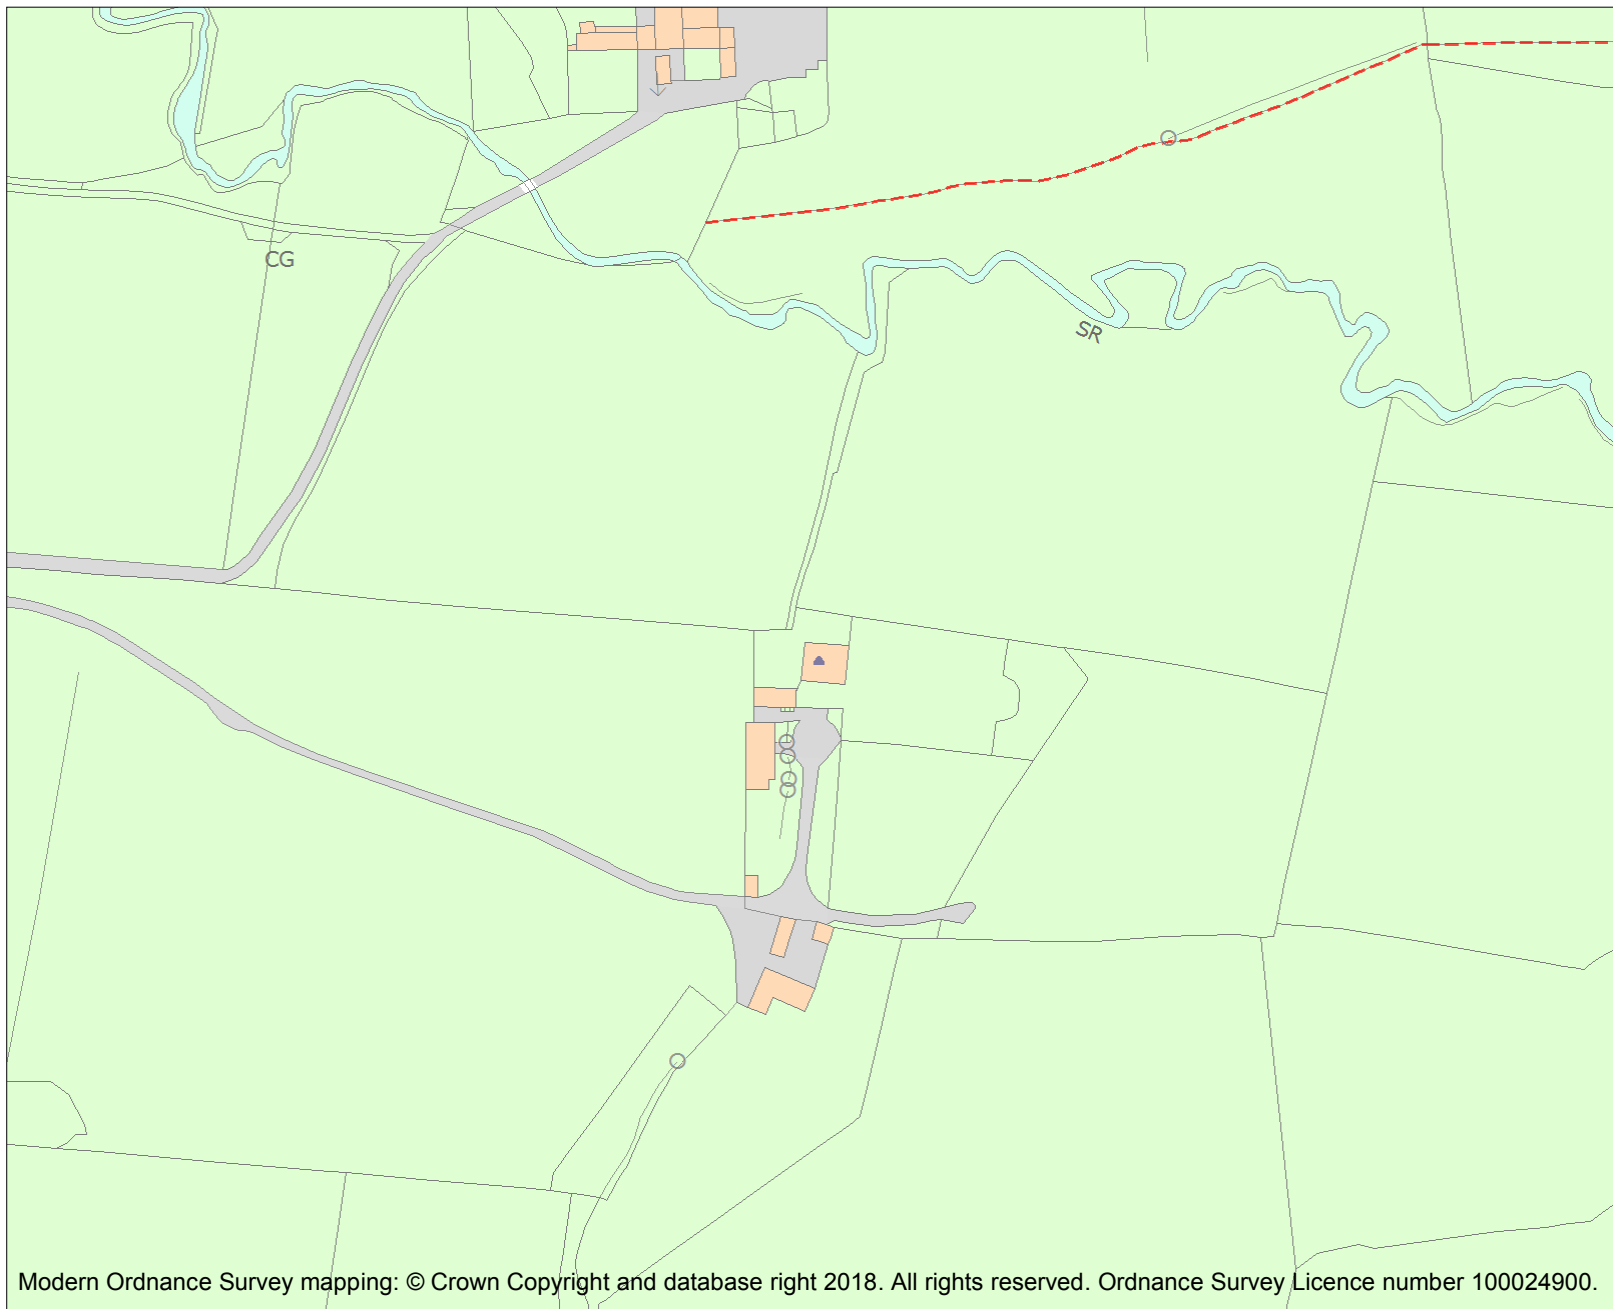 CG
SR
Modern Ordnance Survey mapping: © Crown Copyright and database right 2018. All rights reserved. Ordnance Survey Licence number 100024900.